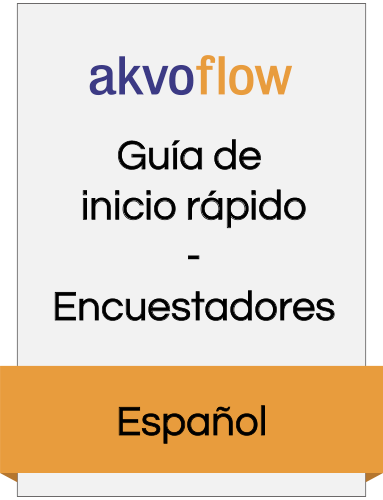 akvoflow
Guía de
inicio rápido
-
Encuestadores
Español